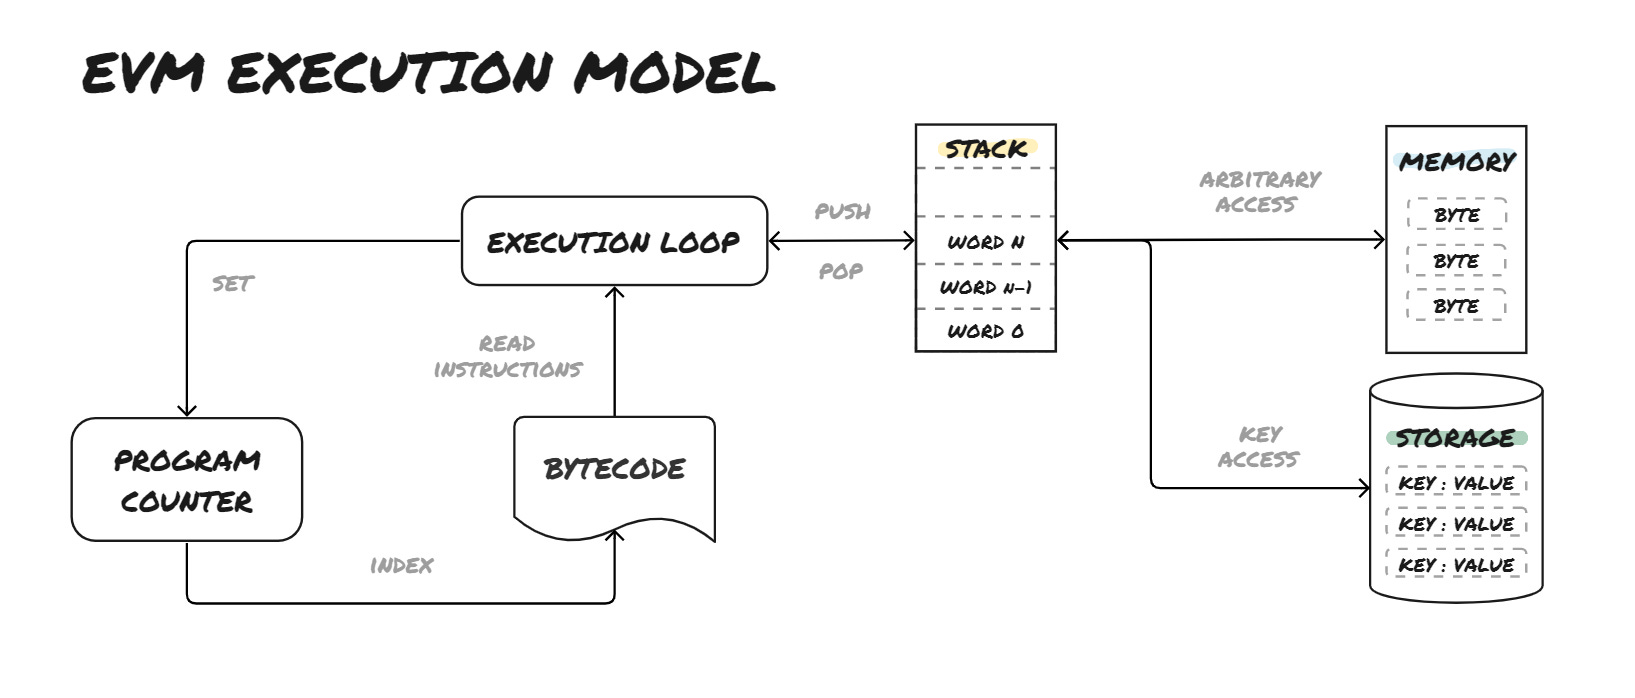 EVM EXECUTION MODEL
STACK
WORD N
WORD N-1
WORD 0
MEMORY
BYTE
BYTE
BYTE
ARBITRARY
ACCESS
PUSH
POP
EXECUTION LOOP
SET
READ
INSTRUCTIONS
PROGRAM
COUNTER
BYTECODE
INDEX
KEY
ACCESS
STORAGE
KEY : VALUE
KEY : VALUE
KEY : VALUE